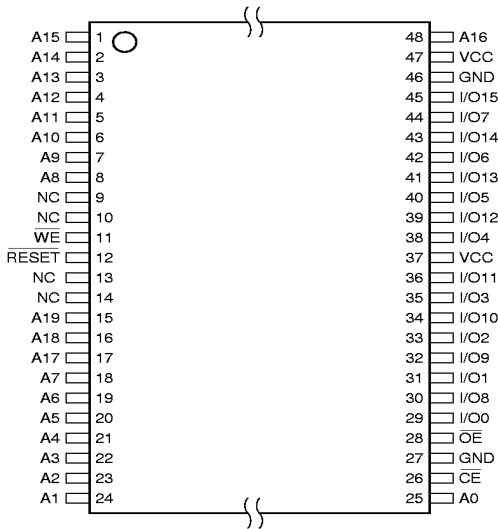 A15 1 48 A16
A14 2 47 VCC
A13 3 46 GND
A12 4 45 I/O15
A11 5 44 I/O7
A10 6 43 I/O14
A9 7 42 I/O6
A8 8 41 I/O13
NC 9 40 I/O5
NC 10 39 I/O12
W̅E̅ 11 38 I/O4
R̅E̅S̅E̅T̅ 12 37 VCC
NC 13 36 I/O11
NC 14 35 I/O3
A19 15 34 I/O10
A18 16 33 I/O2
A17 17 32 I/O9
A7 18 31 I/O1
A6 19 30 I/O8
A5 20 29 I/O0
A4 21 28 O̅E̅
A3 22 27 GND
A2 23 26 C̅E̅
A1 24 25 A0